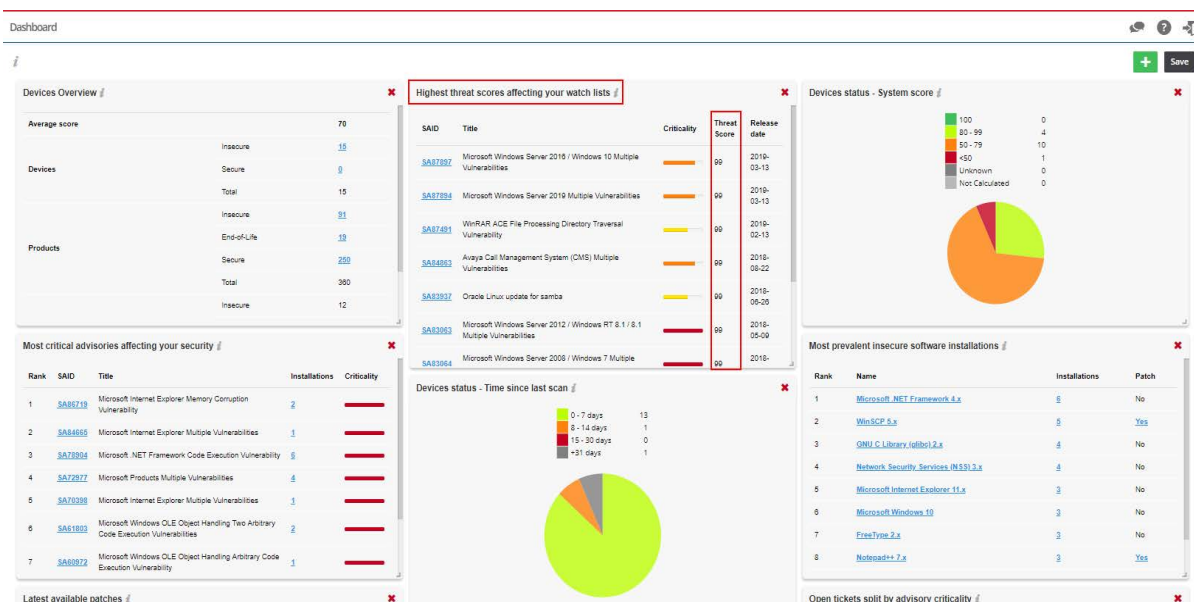 Dashboard
Save
Devices Overview
Average score 70
Devices
Insecure 15
Secure 0
Total 15
Products
Insecure 91
End-of-Life 19
Secure 250
Total 360
Insecure 12
Highest threat scores affecting your watch lists
SAID Title Criticality Threat Score Release date
SA87897 Microsoft Windows Server 2016 / Windows 10 Multiple Vulnerabilities 99 2019-03-13
SA87894 Microsoft Windows Server 2019 Multiple Vulnerabilities 99 2019-03-13
SA87491 WinRAR ACE File Processing Directory Traversal Vulnerability 99 2019-02-13
SA84863 Avaya Call Management System (CMS) Multiple Vulnerabilities 99 2018-08-22
SA83937 Oracle Linux update for samba 99 2018-06-26
SA83063 Microsoft Windows Server 2012 / Windows RT 8.1 / 8.1 Multiple Vulnerabilities 99 2018-05-09
SA83064 Microsoft Windows Server 2008 / Windows 7 Multiple 99 2018-
Devices status - System score
100 0
80 - 99 4
50 - 79 10
<50 1
Unknown 0
Not Calculated 0
Most critical advisories affecting your security
Rank SAID Title Installations Criticality
1 SA86719 Microsoft Internet Explorer Memory Corruption Vulnerability 2
2 SA84665 Microsoft Internet Explorer Multiple Vulnerabilities 1
3 SA78904 Microsoft .NET Framework Code Execution Vulnerability 6
4 SA72977 Microsoft Products Multiple Vulnerabilities 4
5 SA70398 Microsoft Internet Explorer Multiple Vulnerabilities 1
6 SA61803 Microsoft Windows OLE Object Handling Two Arbitrary Code Execution Vulnerabilities 2
7 SA60972 Microsoft Windows OLE Object Handling Arbitrary Code Execution Vulnerability 1
Devices status - Time since last scan
0 - 7 days 13
8 - 14 days 1
15 - 30 days 0
+31 days 1
Most prevalent insecure software installations
Rank Name Installations Patch
1 Microsoft .NET Framework 4.x 6 No
2 WinSCP 5.x 5 Yes
3 GNU C Library (glibc) 2.x 4 No
4 Network Security Services (NSS) 3.x 4 No
5 Microsoft Internet Explorer 11.x 3 No
6 Microsoft Windows 10 3 No
7 FreeType 2.x 3 No
8 Notepad++ 7.x 3 Yes
Latest available patches
Open tickets split by advisory criticality